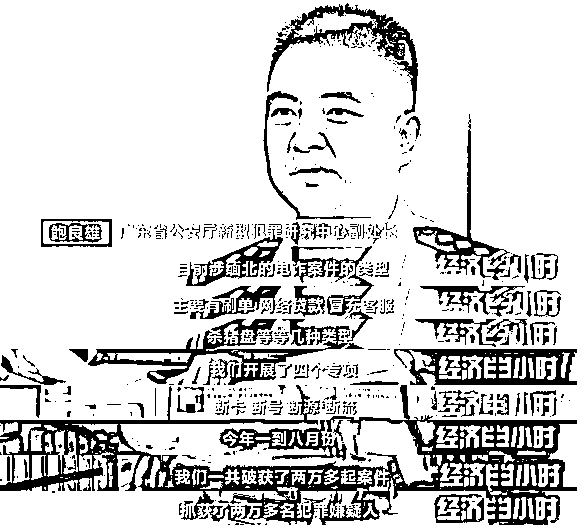 鲍良雄 广东省公安厅新型犯罪研究中心副处长
目前涉缅北的电诈案件的类型 经济半小时
主要有刷单 网络贷款 冒充客服 经济半小时
杀猪盘等等几种类型 经济半小时
我们开展了四个专项 经济半小时
断卡 断号 断源 断流 经济半小时
今年一到八月份 经济半小时
我们一共破获了两万多起案件 经济半小时
抓获了两万多名犯罪嫌疑人 经济半小时